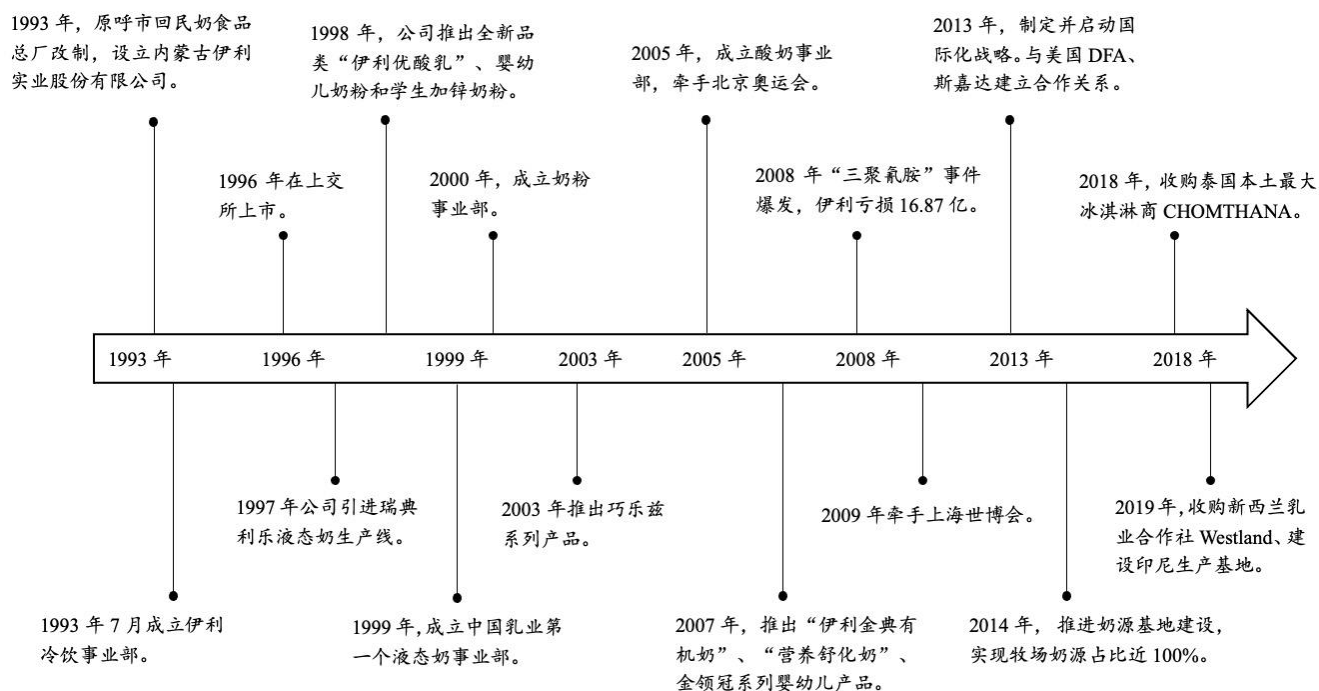 1993 年，原呼市回民奶食品
总厂改制，设立内蒙古伊利
实业股份有限公司。
1998 年，公司推出全新品
类“伊利优酸乳”、婴幼
儿奶粉和学生加锌奶粉。
2005 年，成立酸奶事业
部，牵手北京奥运会。
2013 年，制定并启动国
际化战略。与美国 DFA、
斯嘉达建立合作关系。
1996 年在上交
所上市。
2000 年，成立奶粉
事业部。
2008 年“三聚氰胺”事件
爆发，伊利亏损 16.87 亿。
2018 年，收购泰国本土最大
冰淇淋商 CHOMTHANA。
1993 年
1996 年
1999 年
2003 年
2005 年
2008 年
2013 年
2018 年
1997 年公司引进瑞典
利乐液态奶生产线。
2003 年推出巧乐兹
系列产品。
2009 年牵手上海世博会。
2019 年，收购新西兰乳
业合作社 Westland、建
设印尼生产基地。
1993 年 7 月成立伊利
冷饮事业部。
1999 年，成立中国乳业第
一个液态奶事业部。
2007 年，推出“伊利金典有
机奶”、“营养舒化奶”、
金领冠系列婴幼儿产品。
2014 年， 推进奶源基地建设，
实现牧场奶源占比近 100%。